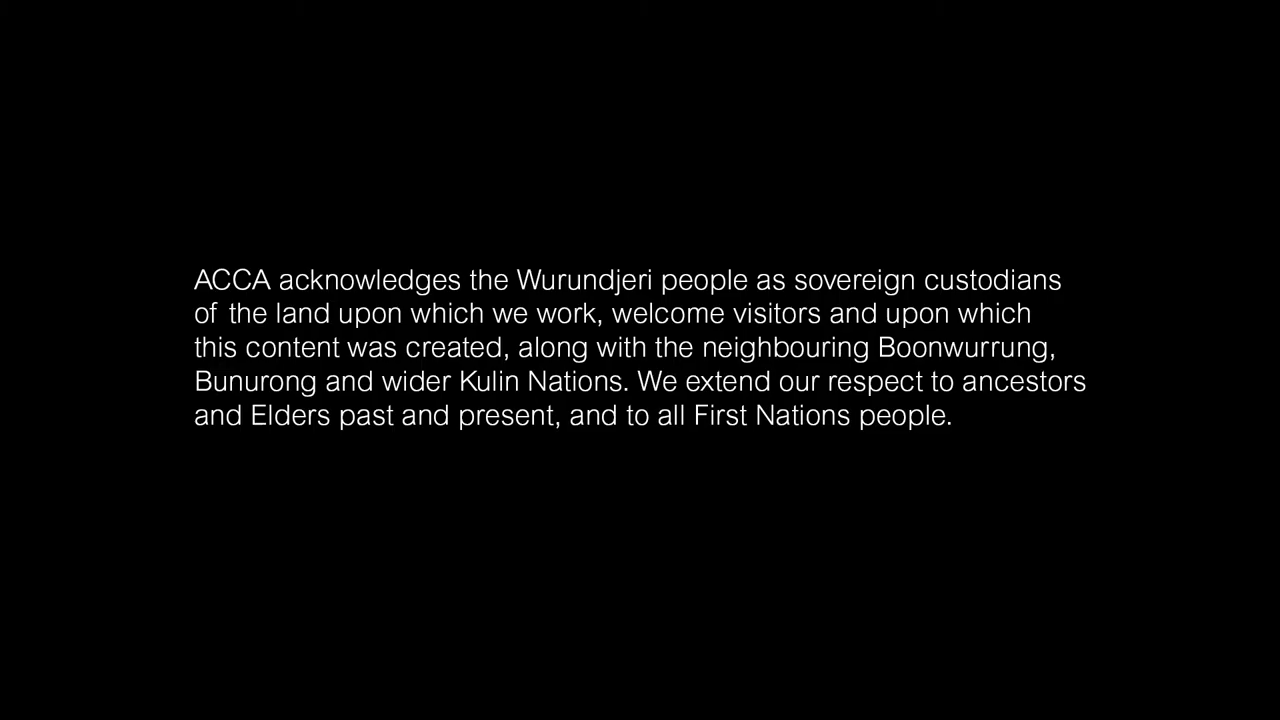 ACCA acknowledges the Wurundjeri people as sovereign custodians
of the land upon which we work, welcome visitors and upon which
this content was created, along with the neighbouring Boonwurrung,
Bunurong and wider Kulin Nations. We extend our respect to ancestors
and Elders past and present, and to all First Nations people.